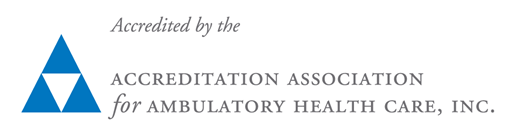 Accredited by the
ACCREDITATION ASSOCIATION
for AMBULATORY HEALTH CARE, INC.